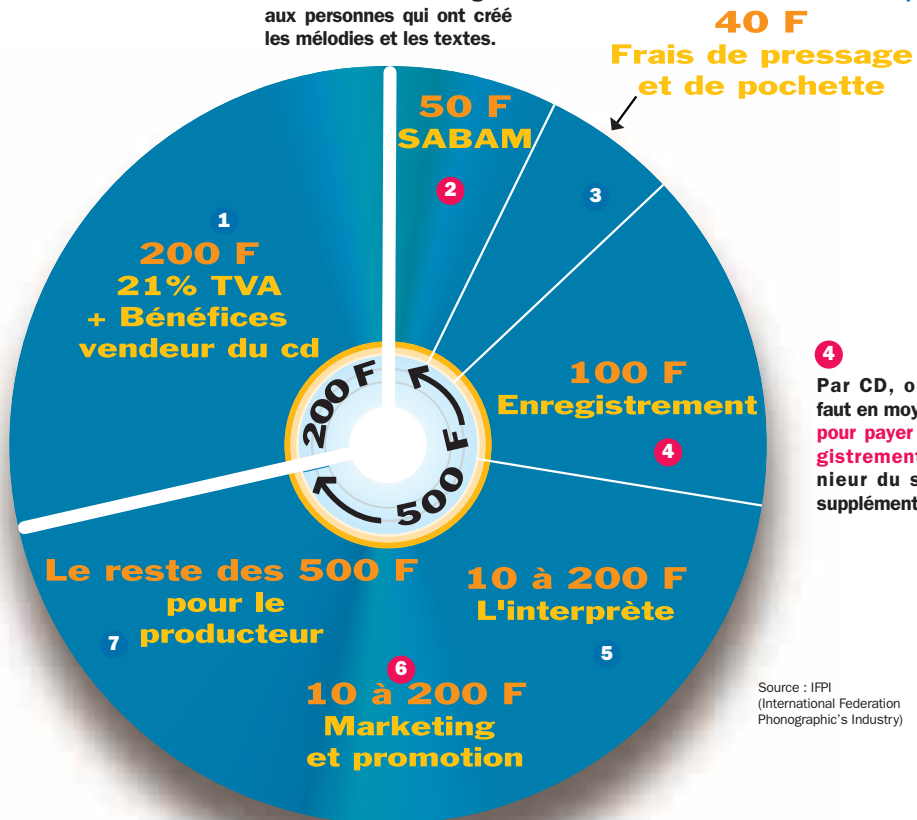 aux personnes qui ont créé
les mélodies et les textes.
40 F
Frais de pressage
et de pochette
50 F
SABAM
2
3
1
200 F
21% TVA
+ Bénéfices
vendeur du cd
200 F
500 F
100 F
Enregistrement
4
4
Par CD, o
faut en moy
pour payer
gistrement
nieur du s
supplément
Le reste des 500 F
pour le
producteur
7
10 à 200 F
L'interprète
5
6
10 à 200 F
Marketing
et promotion
Source : IFPI
(International Federation
Phonographic's Industry)